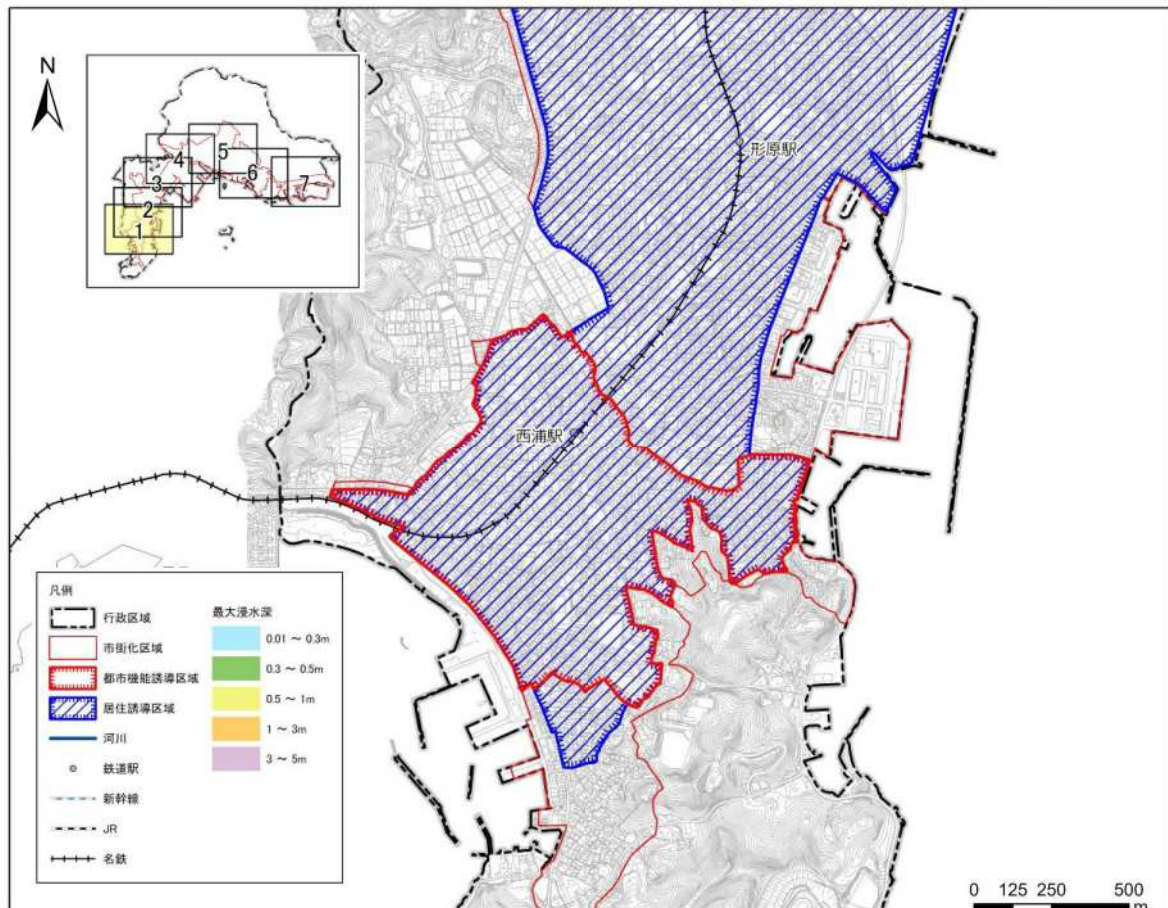 N
5
4
6
7
3
2
1
形原駅
西浦駅
凡例
行政区域
市街化区域
都市機能誘導区域
居住誘導区域
河川
鉄道駅
新幹線
JR
名鉄
最大浸水深
0.01 ～ 0.3m
0.3 ～ 0.5m
0.5 ～ 1m
1 ～ 3m
3 ～ 5m
0 125 250 500
m